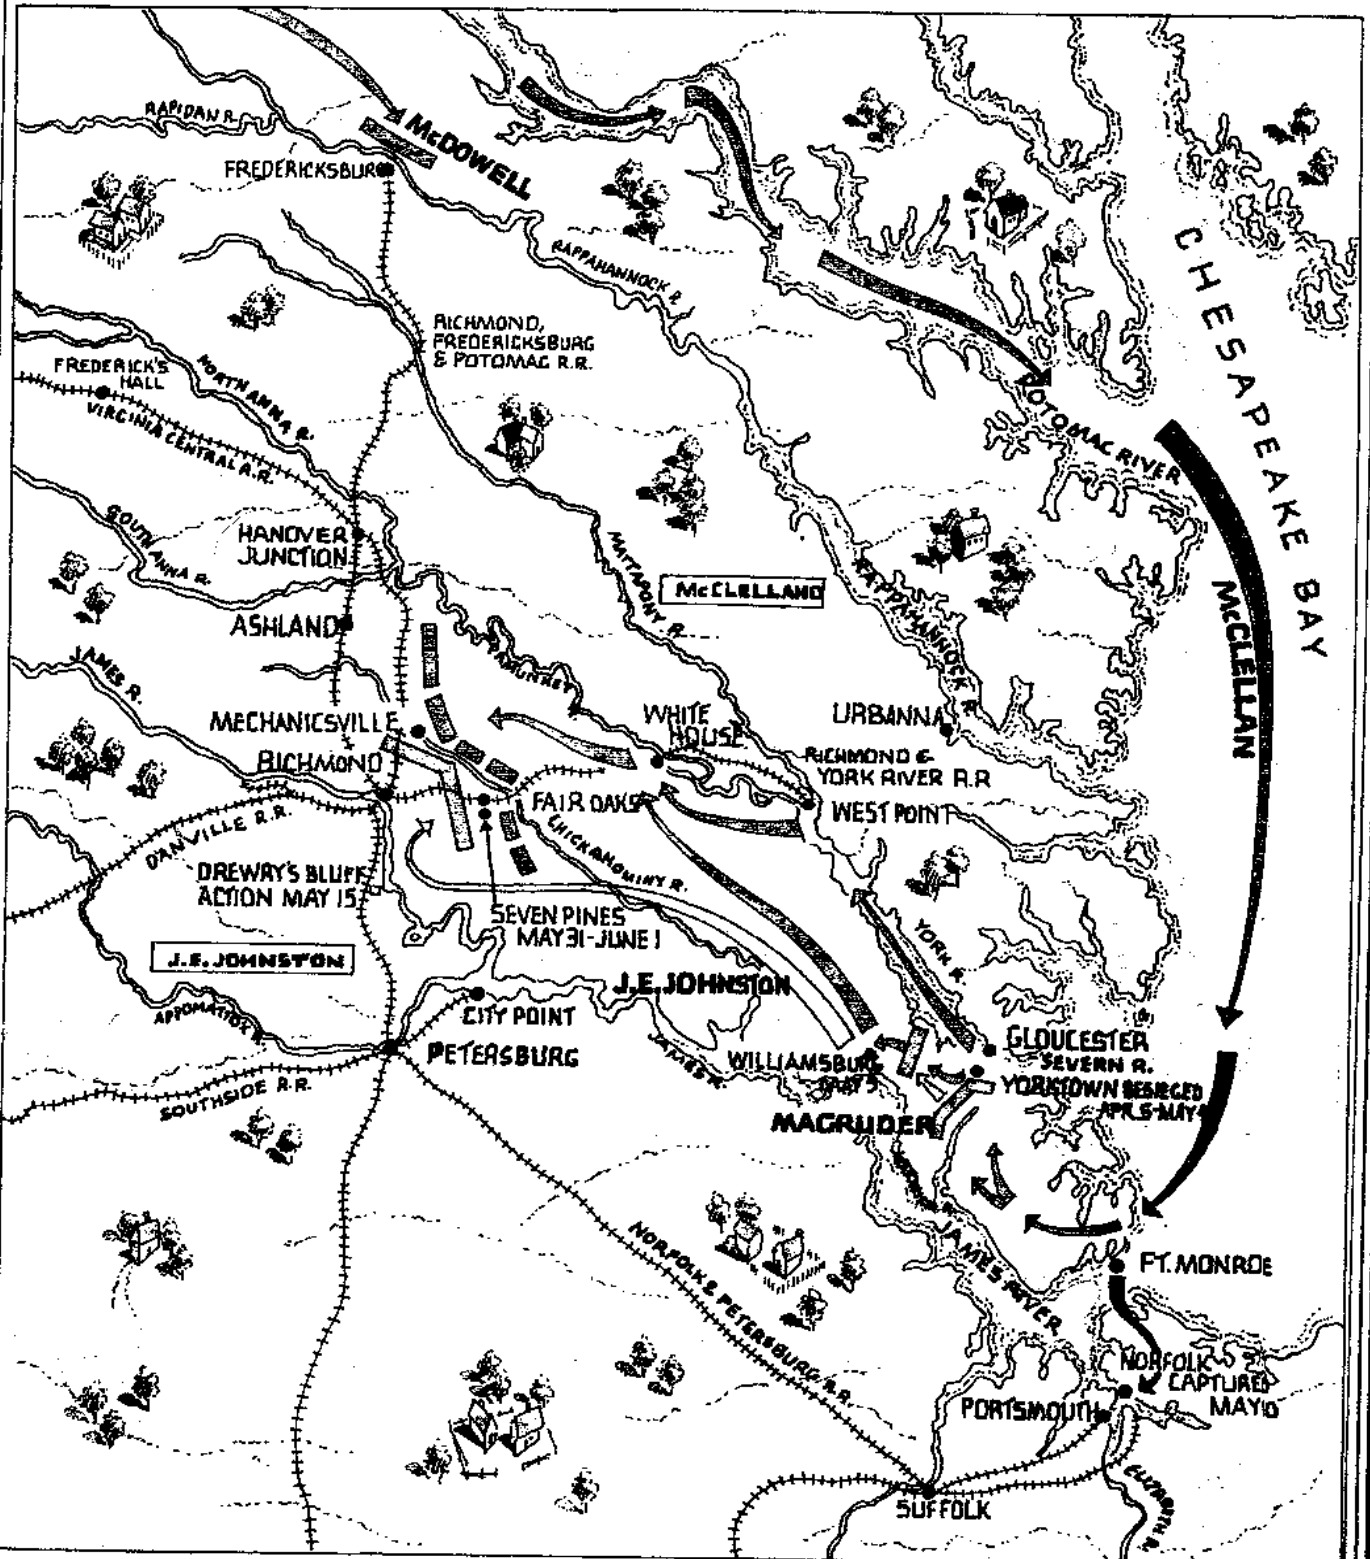 RAPIDAN R.
McDOWELL
FREDERICKSBURG
RAPPAHANNOCK R.
CHESAPEAKE BAY
RICHMOND,
FREDERICKSBURG
& POTOMAC R.R.
FREDERICK'S
HALL
NORTH ANNA R.
VIRGINIA CENTRAL R.R.
POTOMAC RIVER
SOUTH ANNA R.
HANOVER
JUNCTION
MATTAPONY R.
McCLELLAND
RAPPAHANNOCK R.
McCLELLAN
ASHLAND
JAMES R.
PAMUNKEY
MECHANICSVILLE
WHITE
HOUSE
URBANNA
RICHMOND
RICHMOND &
YORK RIVER R.R
FAIR OAKS
WEST POINT
DANVILLE R.R.
CHICKAHOMINY R.
DREWRY'S BLUFF
ACTION MAY 15
SEVEN PINES
MAY 31-JUNE 1
YORK R.
J.E. JOHNSTON
J.E. JOHNSTON
APPOMATTOX R.
CITY POINT
JAMES R.
GLOUCESTER
SEVERN R.
PETERSBURG
WILLIAMSBURG
MAY 5
YORKTOWN BESIEGED
APR. 5-MAY 4
SOUTHSIDE R.R.
MAGRUDER
NORFOLK & PETERSBURG R.R.
JAMES RIVER
FT. MONROE
NORFOLK
CAPTURED
MAY 10
PORTSMOUTH
SUFFOLK
ELIZABETH R.